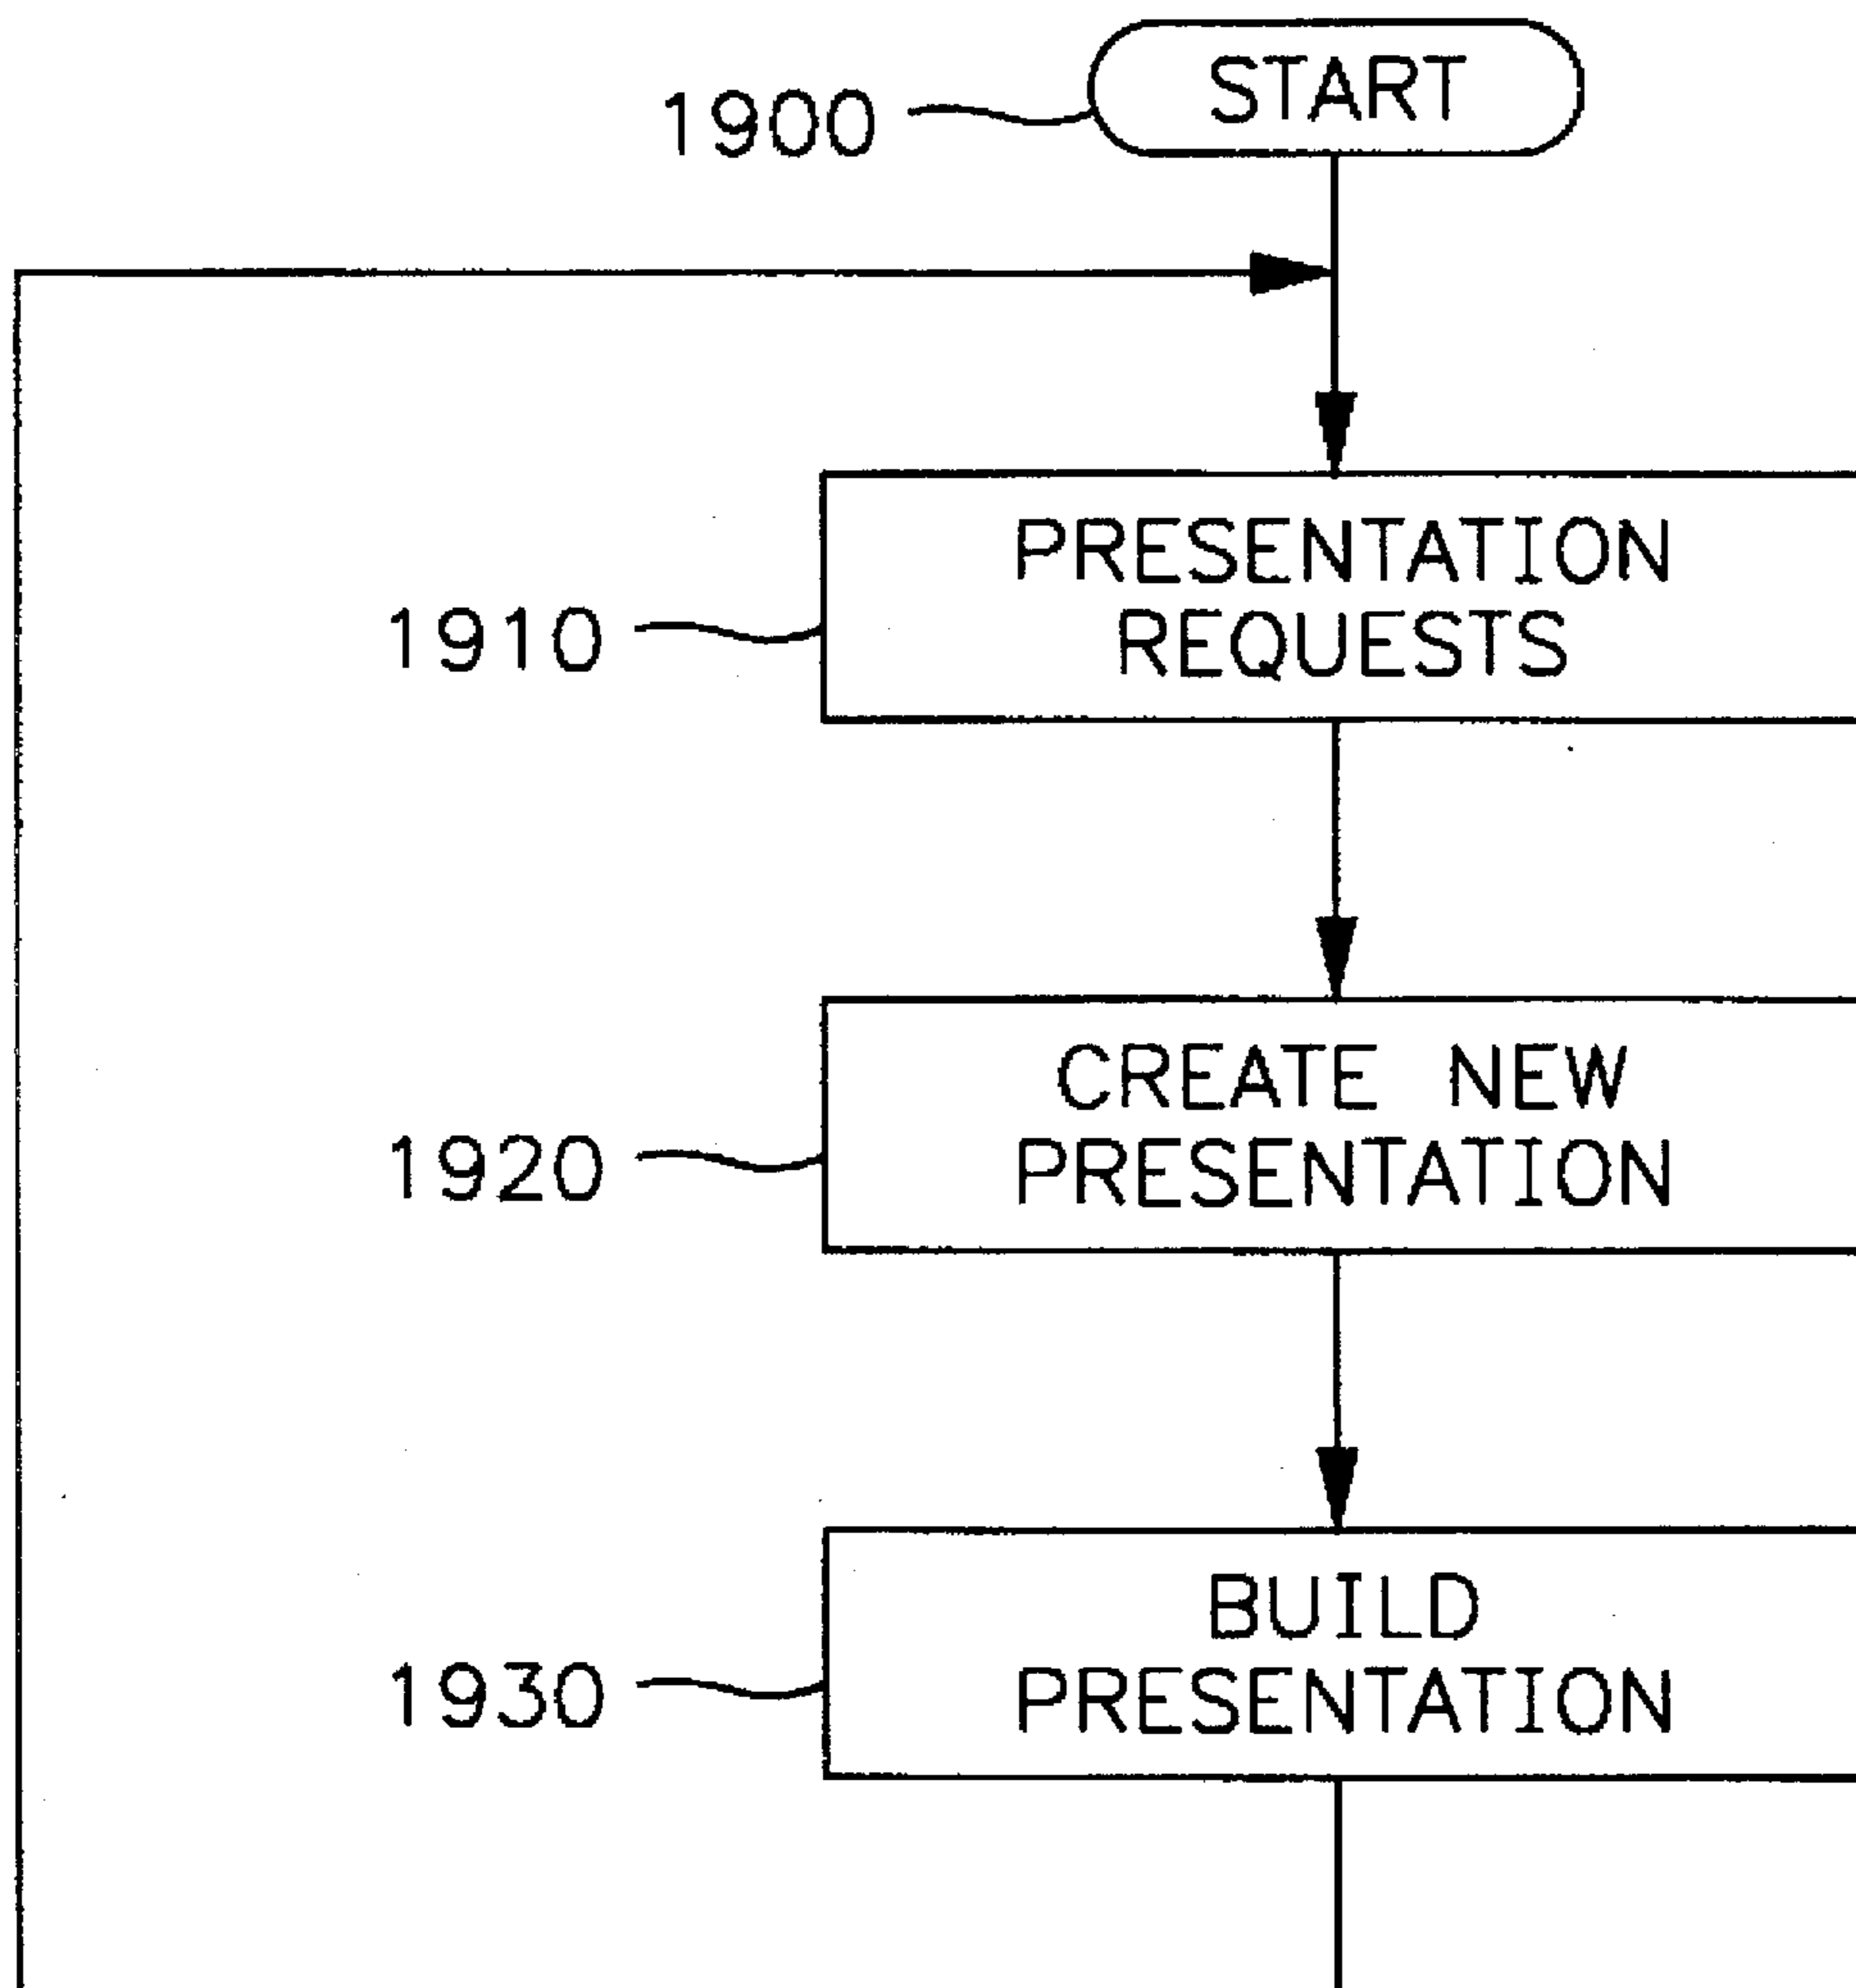 1900
START
PRESENTATION
REQUESTS
1910
CREATE NEW
PRESENTATION
1920
BUILD
PRESENTATION
1930